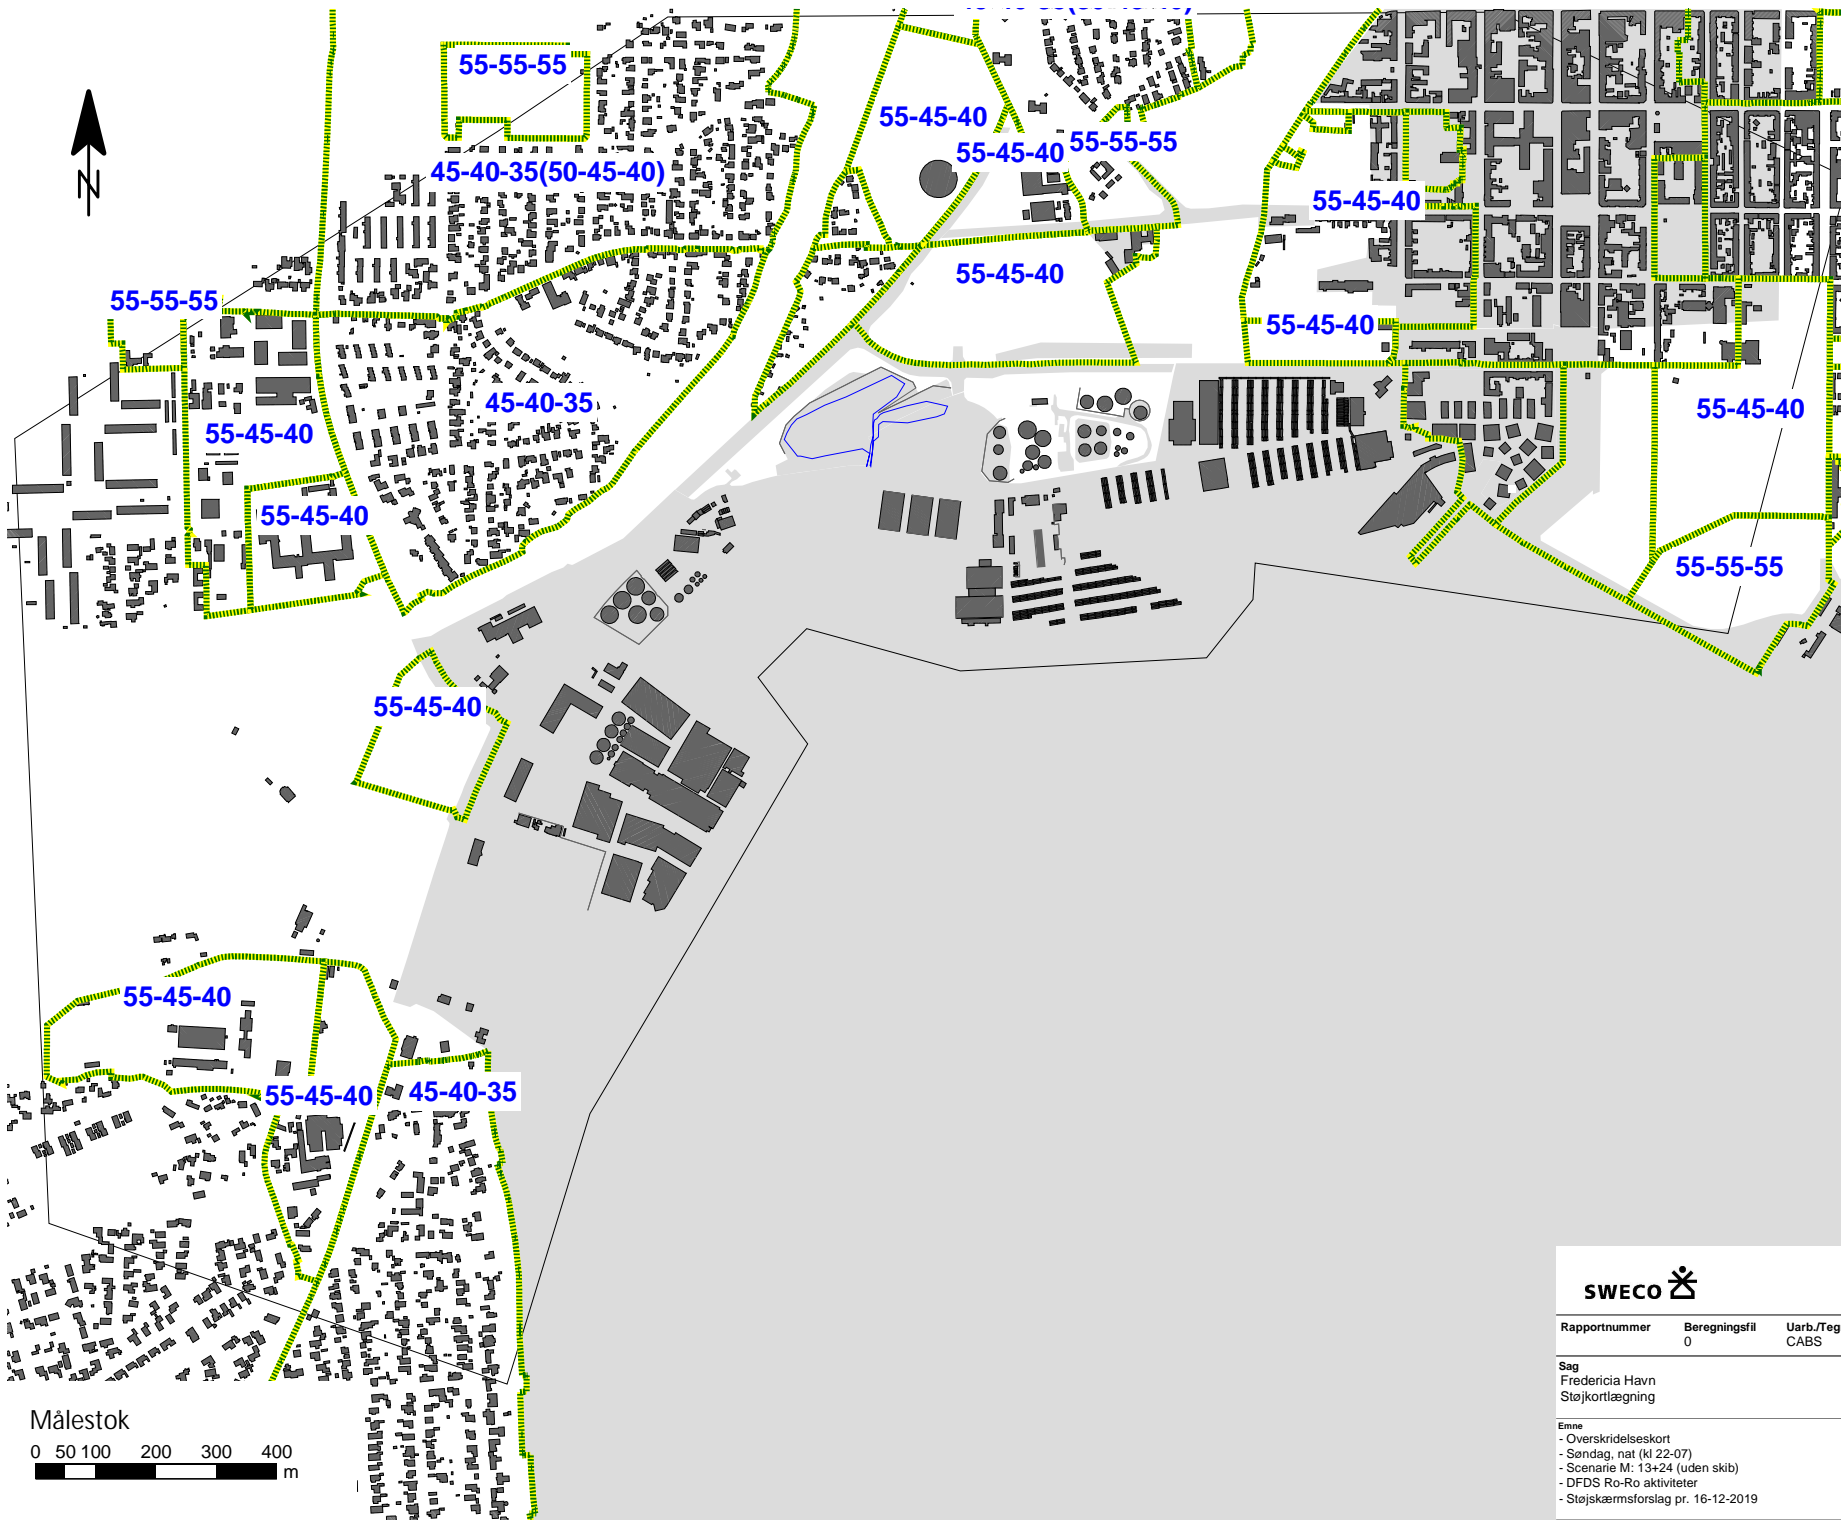 55-55-55
55-45-40
55-45-40
55-55-55
45-40-35(50-45-40)
55-45-40
N
55-45-40
55-55-55
55-45-40
45-40-35
55-45-40
55-45-40
55-45-40
55-55-55
55-45-40
55-45-40
55-45-40
45-40-35
SWECO
Rapportnummer Beregningsfil Uarb./Teg
0 CABS
Sag
Fredericia Havn
Støjkortlægning
Målestok
0 50 100 200 300 400
m
Emne
- Overskridelseskort
- Søndag, nat (kl 22-07)
- Scenarie M: 13+24 (uden skib)
- DFDS Ro-Ro aktiviteter
- Støjskærmsforslag pr. 16-12-2019